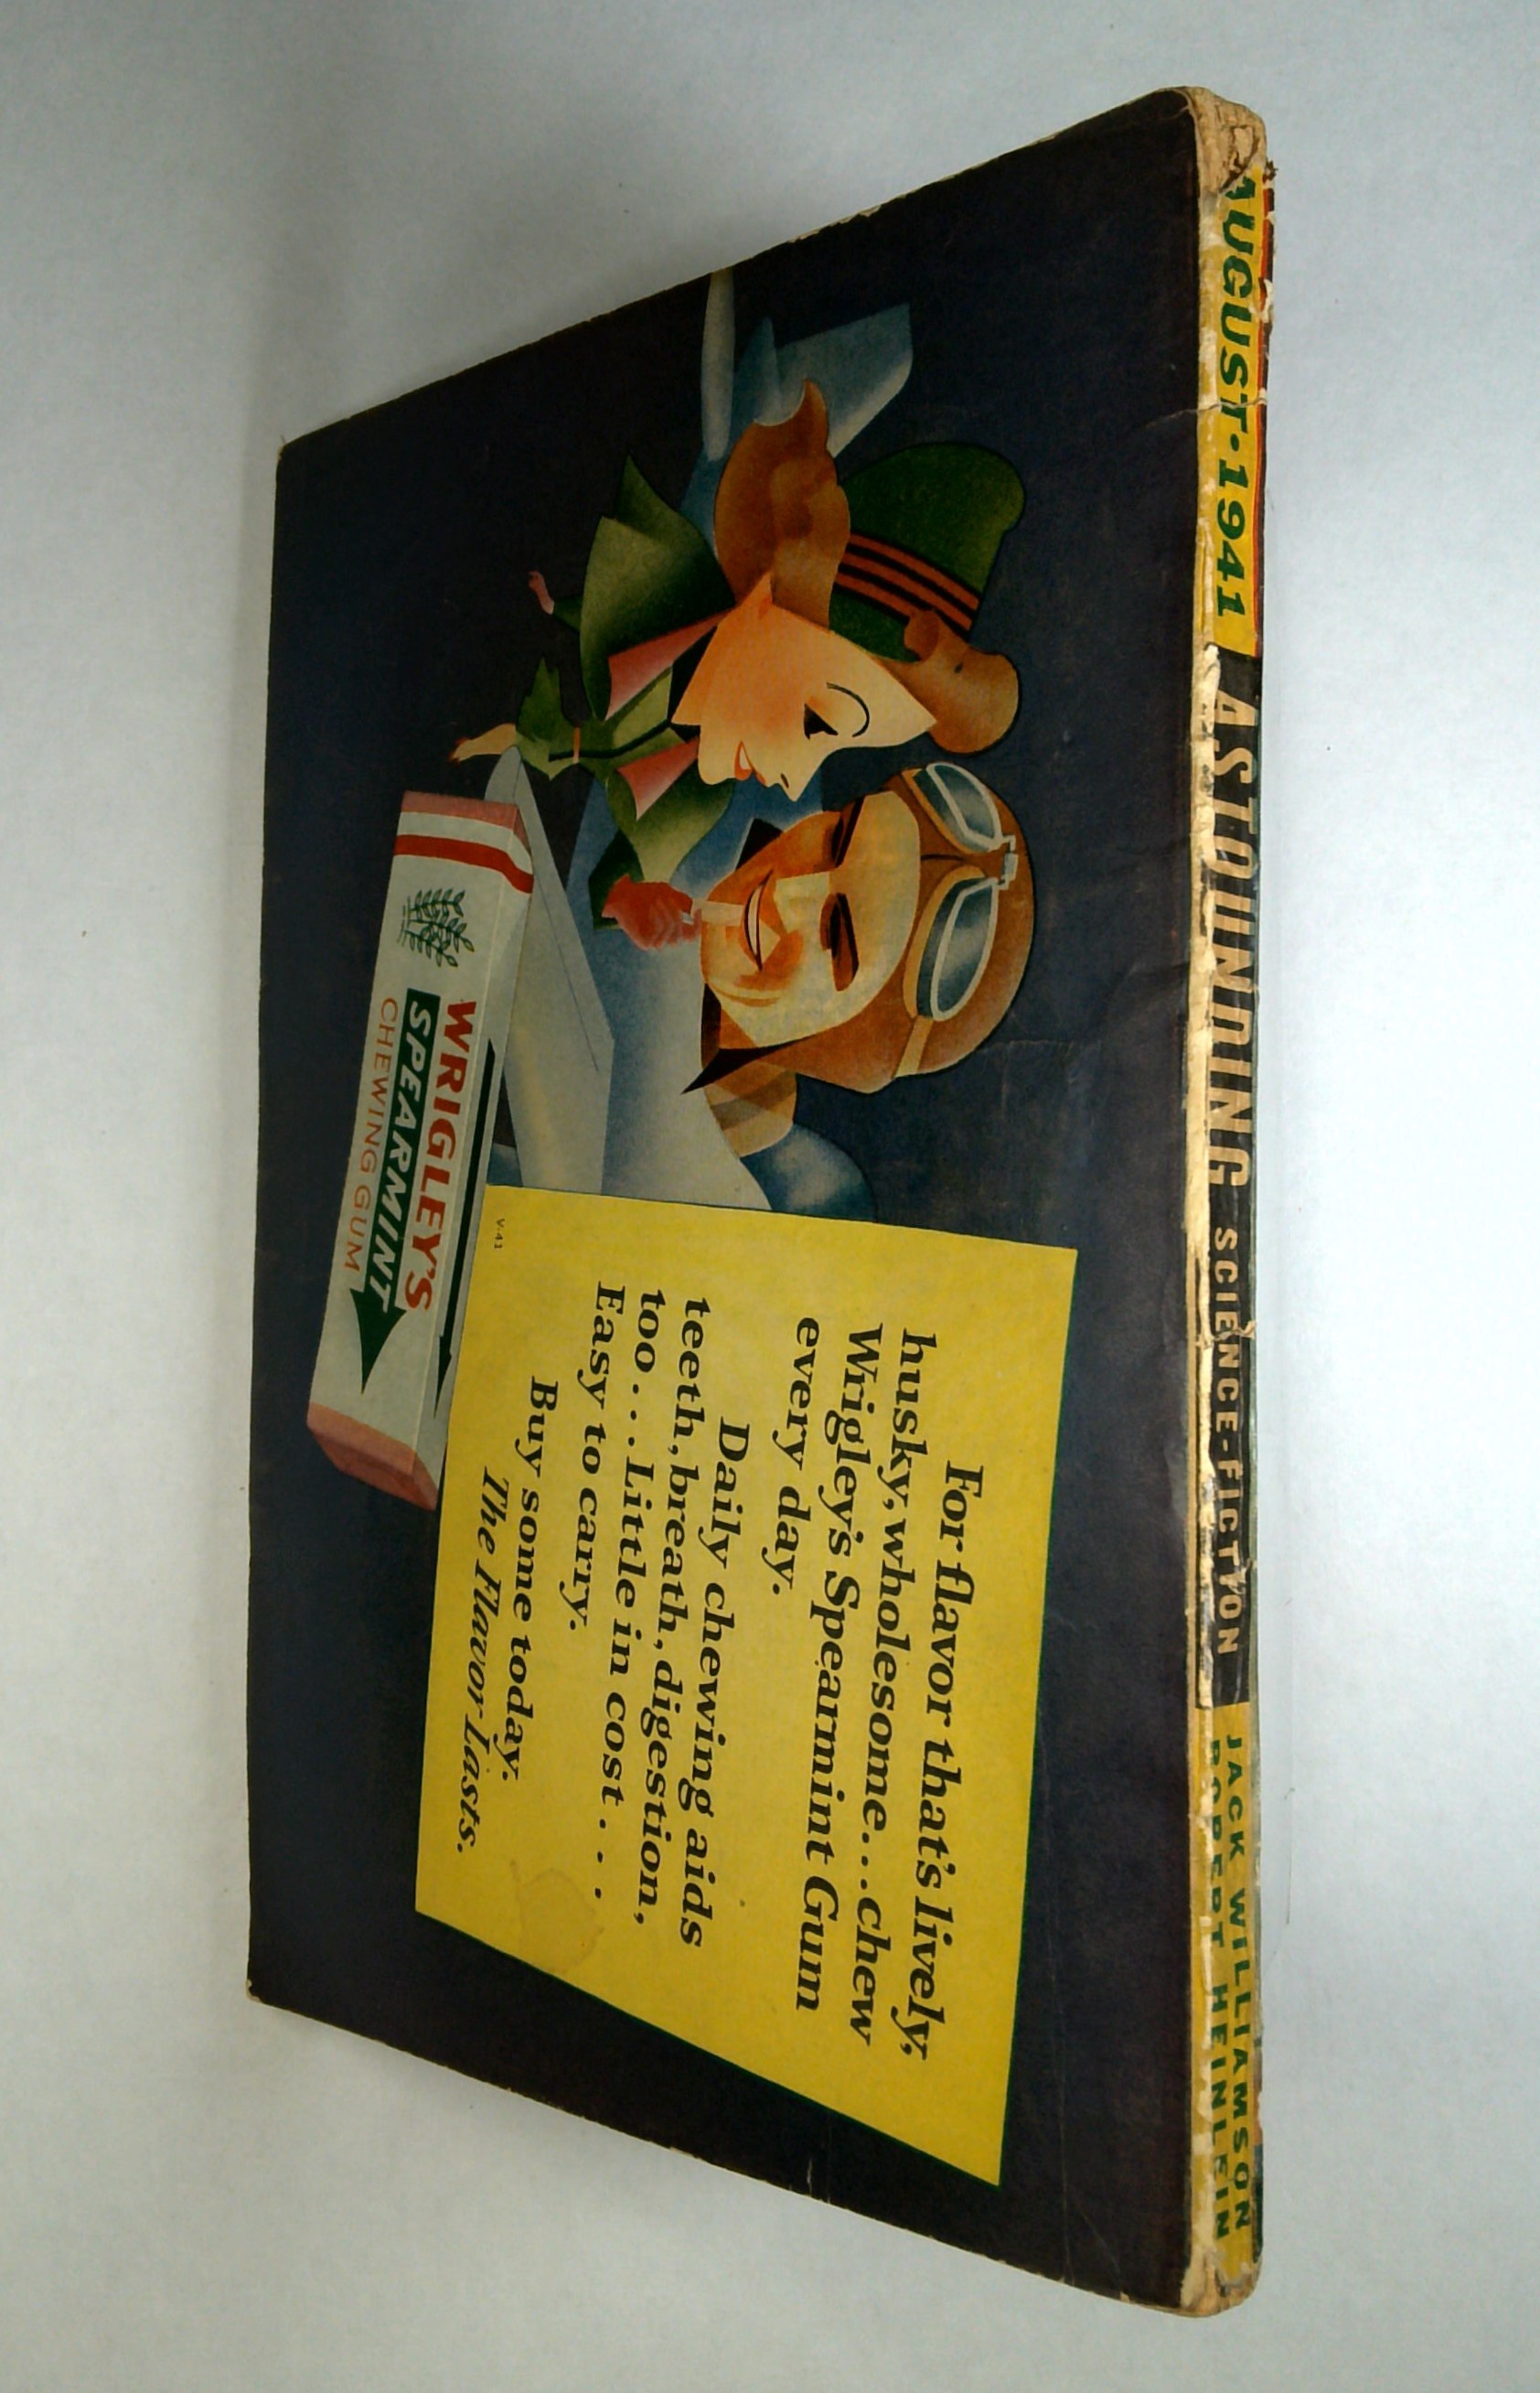 AUGUST · 1941
ASTOUNDING SCIENCE-FICTION
JACK WILLIAMSON
ROBERT HEINLEIN
For flavor that's lively,
husky, wholesome...chew
Wrigley's Spearmint Gum
every day.
Daily chewing aids
teeth, breath, digestion,
too...Little in cost...
Easy to carry.
Buy some today.
The Flavor Lasts.
V-41
WRIGLEY'S
SPEARMINT
CHEWING GUM